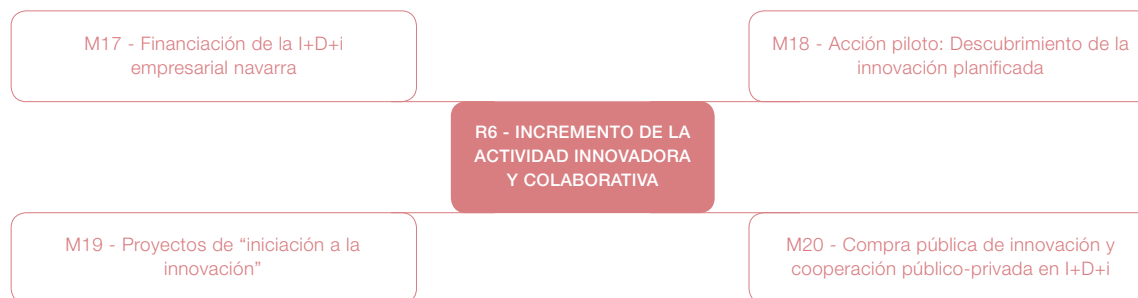 M17 - Financiación de la I+D+i
empresarial navarra
M18 - Acción piloto: Descubrimiento de la
innovación planificada
R6 - INCREMENTO DE LA
ACTIVIDAD INNOVADORA
Y COLABORATIVA
M19 - Proyectos de “iniciación a la
innovación”
M20 - Compra pública de innovación y
cooperación público-privada en I+D+i